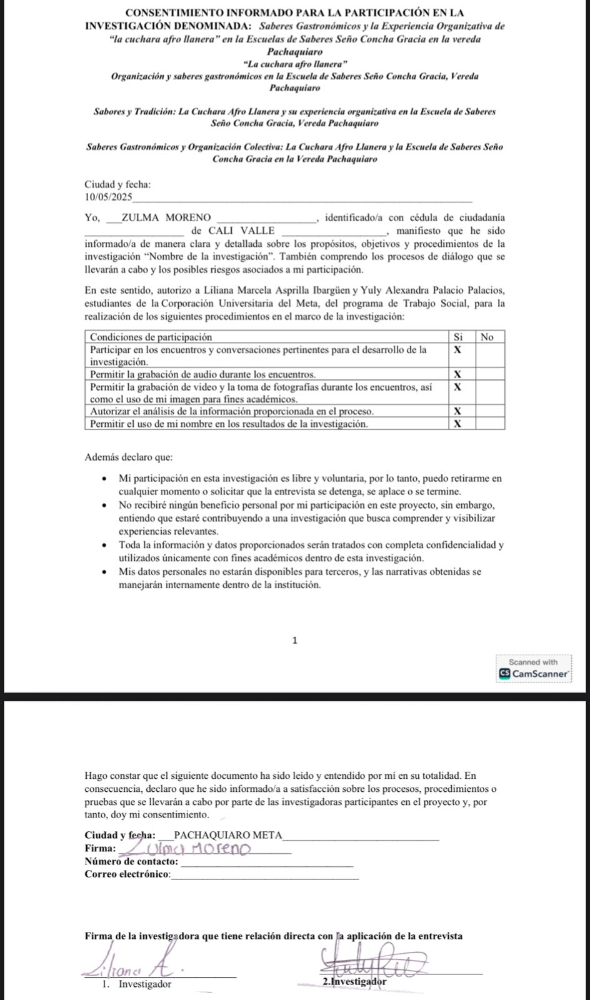 CONSENTIMIENTO INFORMADO PARA LA PARTICIPACIÓN EN LA
INVESTIGACIÓN DENOMINADA: Saberes Gastronómicos y la Experiencia Organizativa de
“la cuchara afro llanera” en la Escuelas de Saberes Seño Concha Gracia en la vereda
Pachaquiaro
“La cuchara afro llanera”
Organización y saberes gastronómicos en la Escuela de Saberes Seño Concha Gracia, Vereda
Pachaquiaro
Sabores y Tradición: La Cuchara Afro Llanera y su experiencia organizativa en la Escuela de Saberes
Seño Concha Gracia, Vereda Pachaquiaro
Saberes Gastronómicos y Organización Colectiva: La Cuchara Afro Llanera y la Escuela de Saberes Seño
Concha Gracia en la Vereda Pachaquiaro
Ciudad y fecha:
10/05/2025
Yo, ___ZULMA MORENO ___, identificado/a con cédula de ciudadanía
___ de CALI VALLE ___, manifiesto que he sido
informado/a de manera clara y detallada sobre los propósitos, objetivos y procedimientos de la
investigación “Nombre de la investigación”. También comprendo los procesos de diálogo que se
llevarán a cabo y los posibles riesgos asociados a mi participación.
En este sentido, autorizo a Liliana Marcela Asprilla Ibargüen y Yuly Alexandra Palacio Palacios,
estudiantes de la Corporación Universitaria del Meta, del programa de Trabajo Social, para la
realización de los siguientes procedimientos en el marco de la investigación:
Condiciones de participación Si No
Participar en los encuentros y conversaciones pertinentes para el desarrollo de la X
investigación.
Permitir la grabación de audio durante los encuentros. X
Permitir la grabación de video y la toma de fotografías durante los encuentros, así X
como el uso de mi imagen para fines académicos.
Autorizar el análisis de la información proporcionada en el proceso. X
Permitir el uso de mi nombre en los resultados de la investigación. X
Además declaro que:
• Mi participación en esta investigación es libre y voluntaria, por lo tanto, puedo retirarme en
cualquier momento o solicitar que la entrevista se detenga, se aplace o se termine.
• No recibiré ningún beneficio personal por mi participación en este proyecto, sin embargo,
entiendo que estaré contribuyendo a una investigación que busca comprender y visibilizar
experiencias relevantes.
• Toda la información y datos proporcionados serán tratados con completa confidencialidad y
utilizados únicamente con fines académicos dentro de esta investigación.
• Mis datos personales no estarán disponibles para terceros, y las narrativas obtenidas se
manejarán internamente dentro de la institución.
1
Scanned with
CS CamScanner
Hago constar que el siguiente documento ha sido leído y entendido por mí en su totalidad. En
consecuencia, declaro que he sido informado/a a satisfacción sobre los procesos, procedimientos o
pruebas que se llevarán a cabo por parte de las investigadoras participantes en el proyecto y, por
tanto, doy mi consentimiento.
Ciudad y fecha: ___PACHAQUIARO META
Firma: Zulma Moreno
Número de contacto:
Correo electrónico:
Firma de la investigadora que tiene relación directa con la aplicación de la entrevista
Liliana A.
1. Investigador 2.Investigador